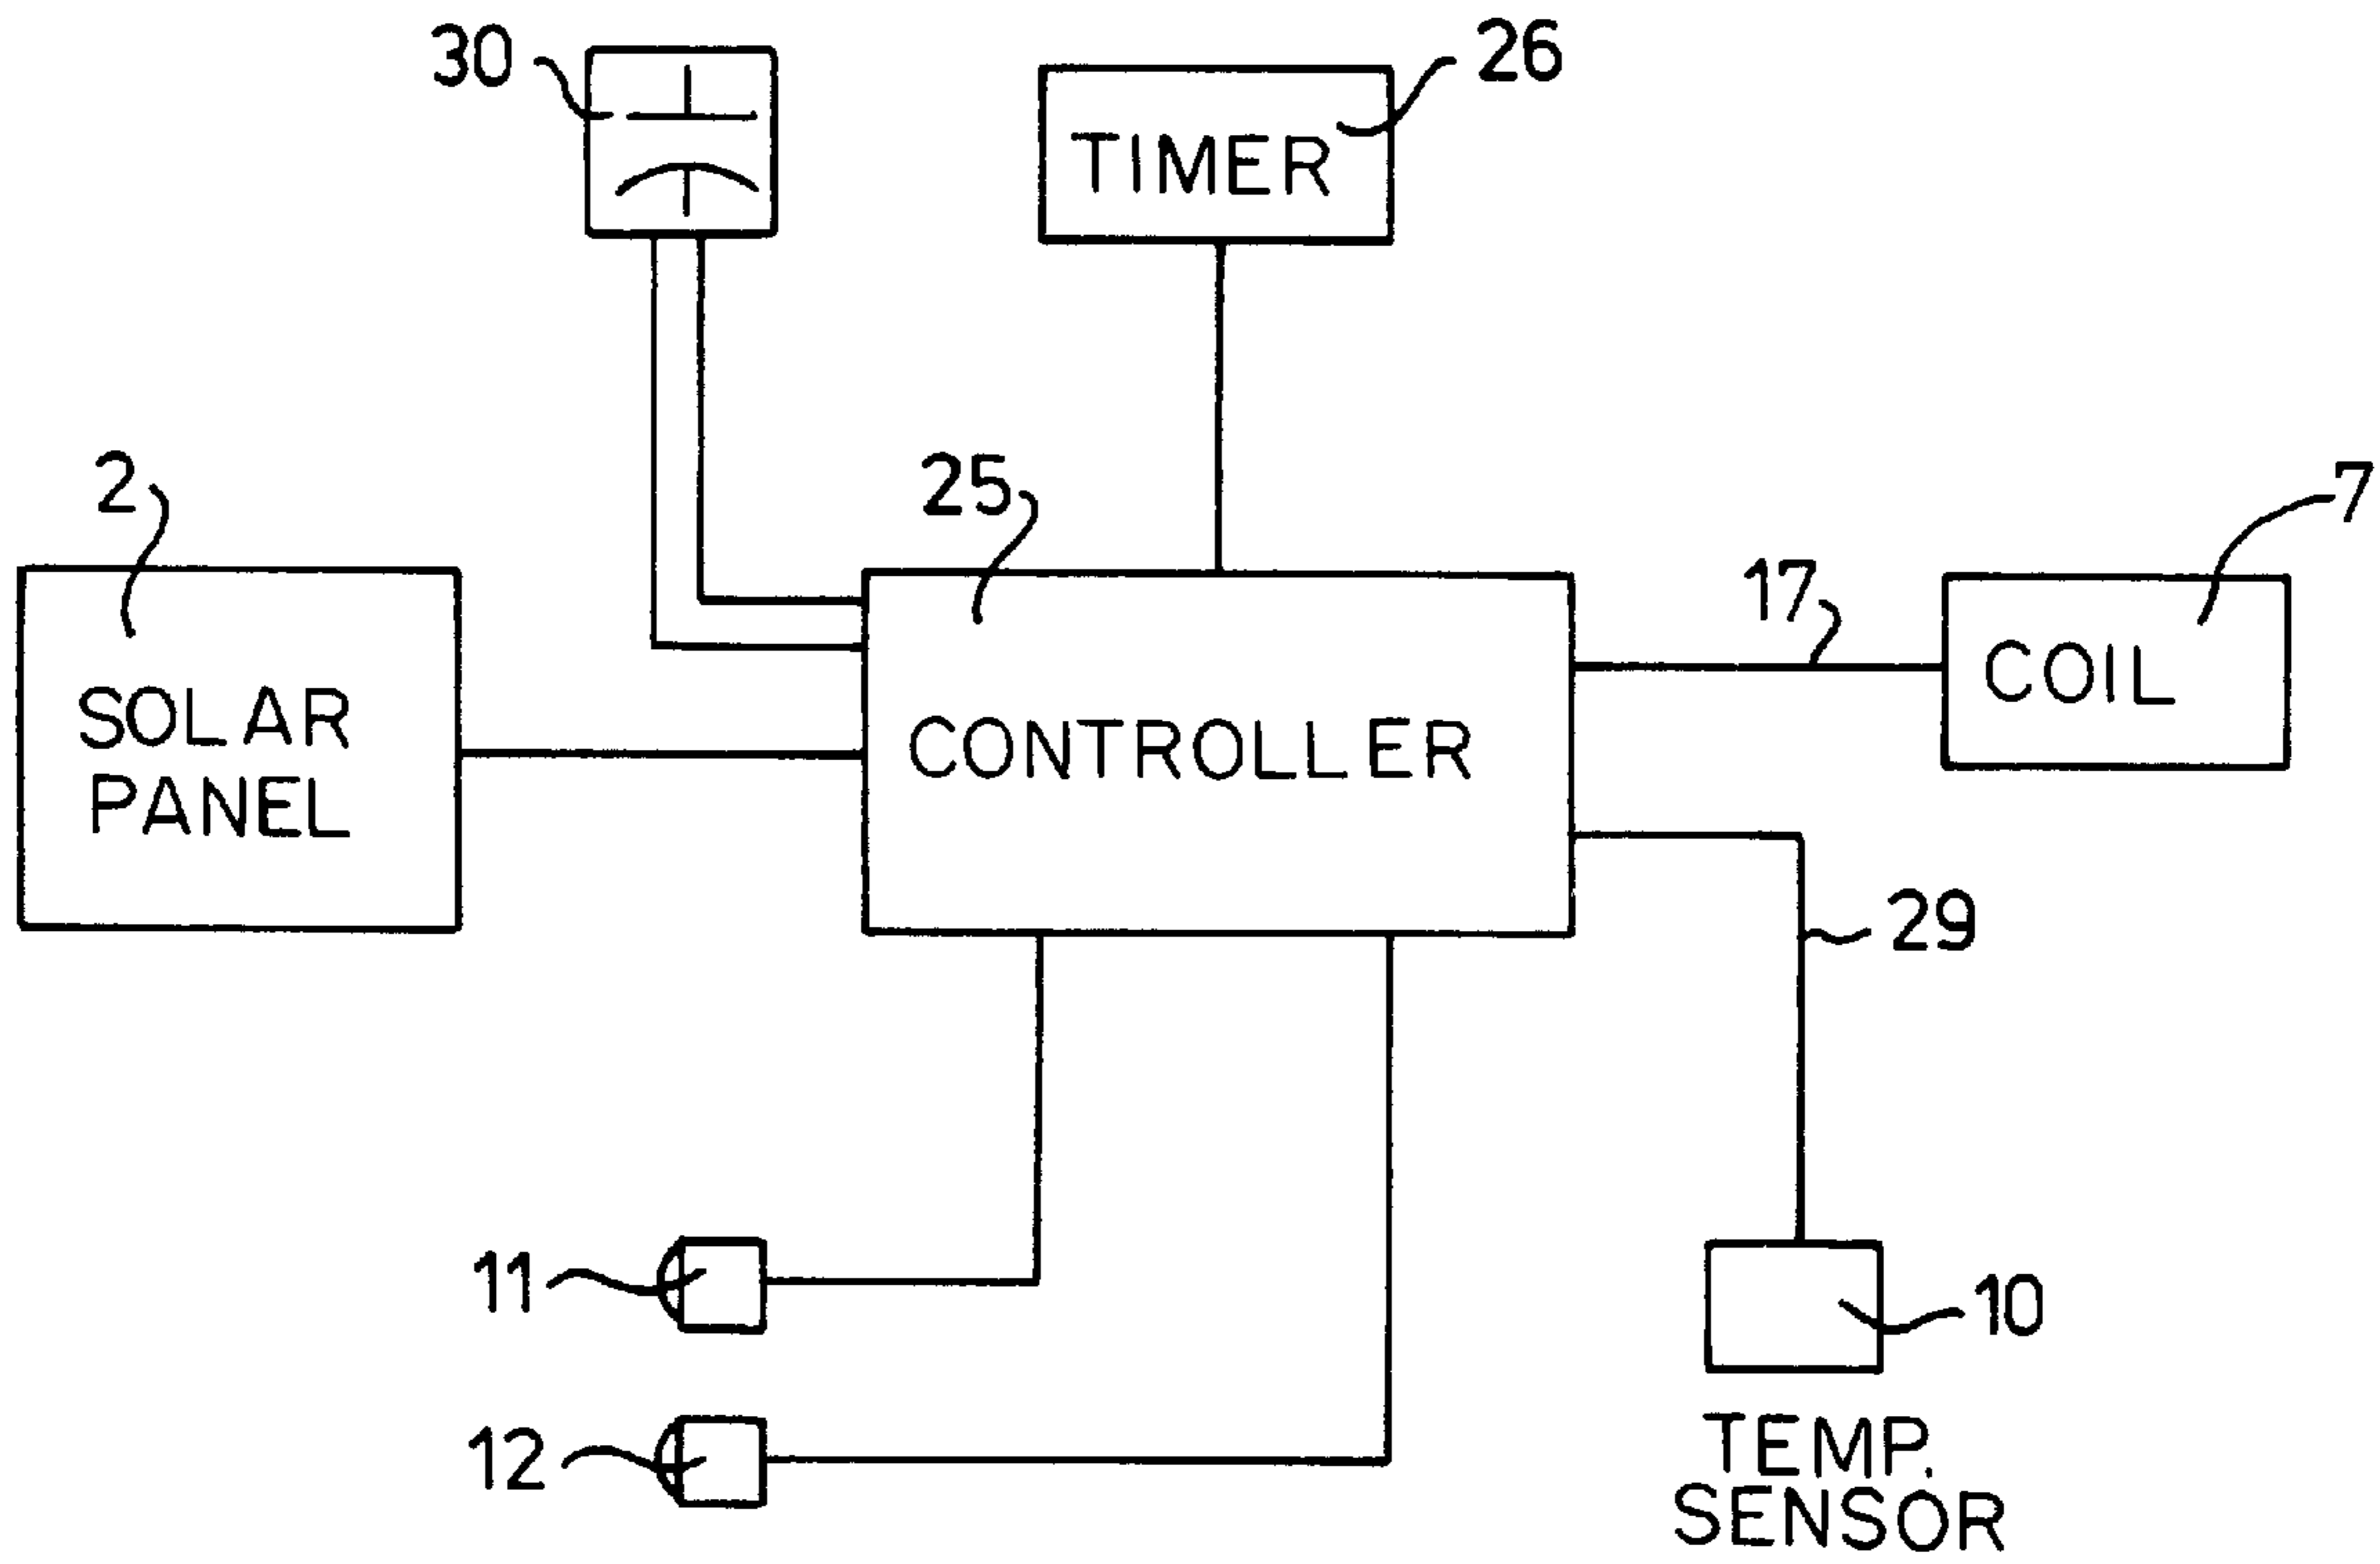 30
26
TIMER
2
25
7
17
SOLAR
PANEL
CONTROLLER
COIL
29
11
10
12
TEMP.
SENSOR